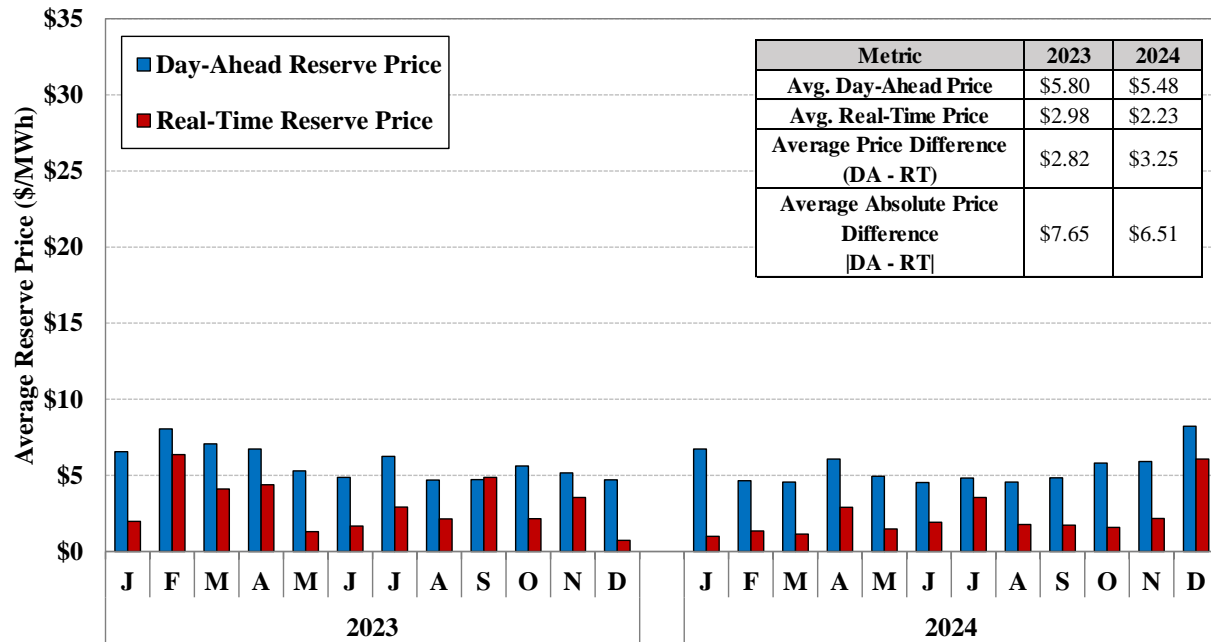 $35
$30
$25
$20
$15
$10
$5
$0
Average Reserve Price ($/MWh)
Day-Ahead Reserve Price
Real-Time Reserve Price
Metric 2023 2024
Avg. Day-Ahead Price $5.80 $5.48
Avg. Real-Time Price $2.98 $2.23
Average Price Difference
(DA - RT) $2.82 $3.25
Average Absolute Price
Difference $7.65 $6.51
|DA - RT|
J F M A M J J A S O N D J F M A M J J A S O N D
2023 2024